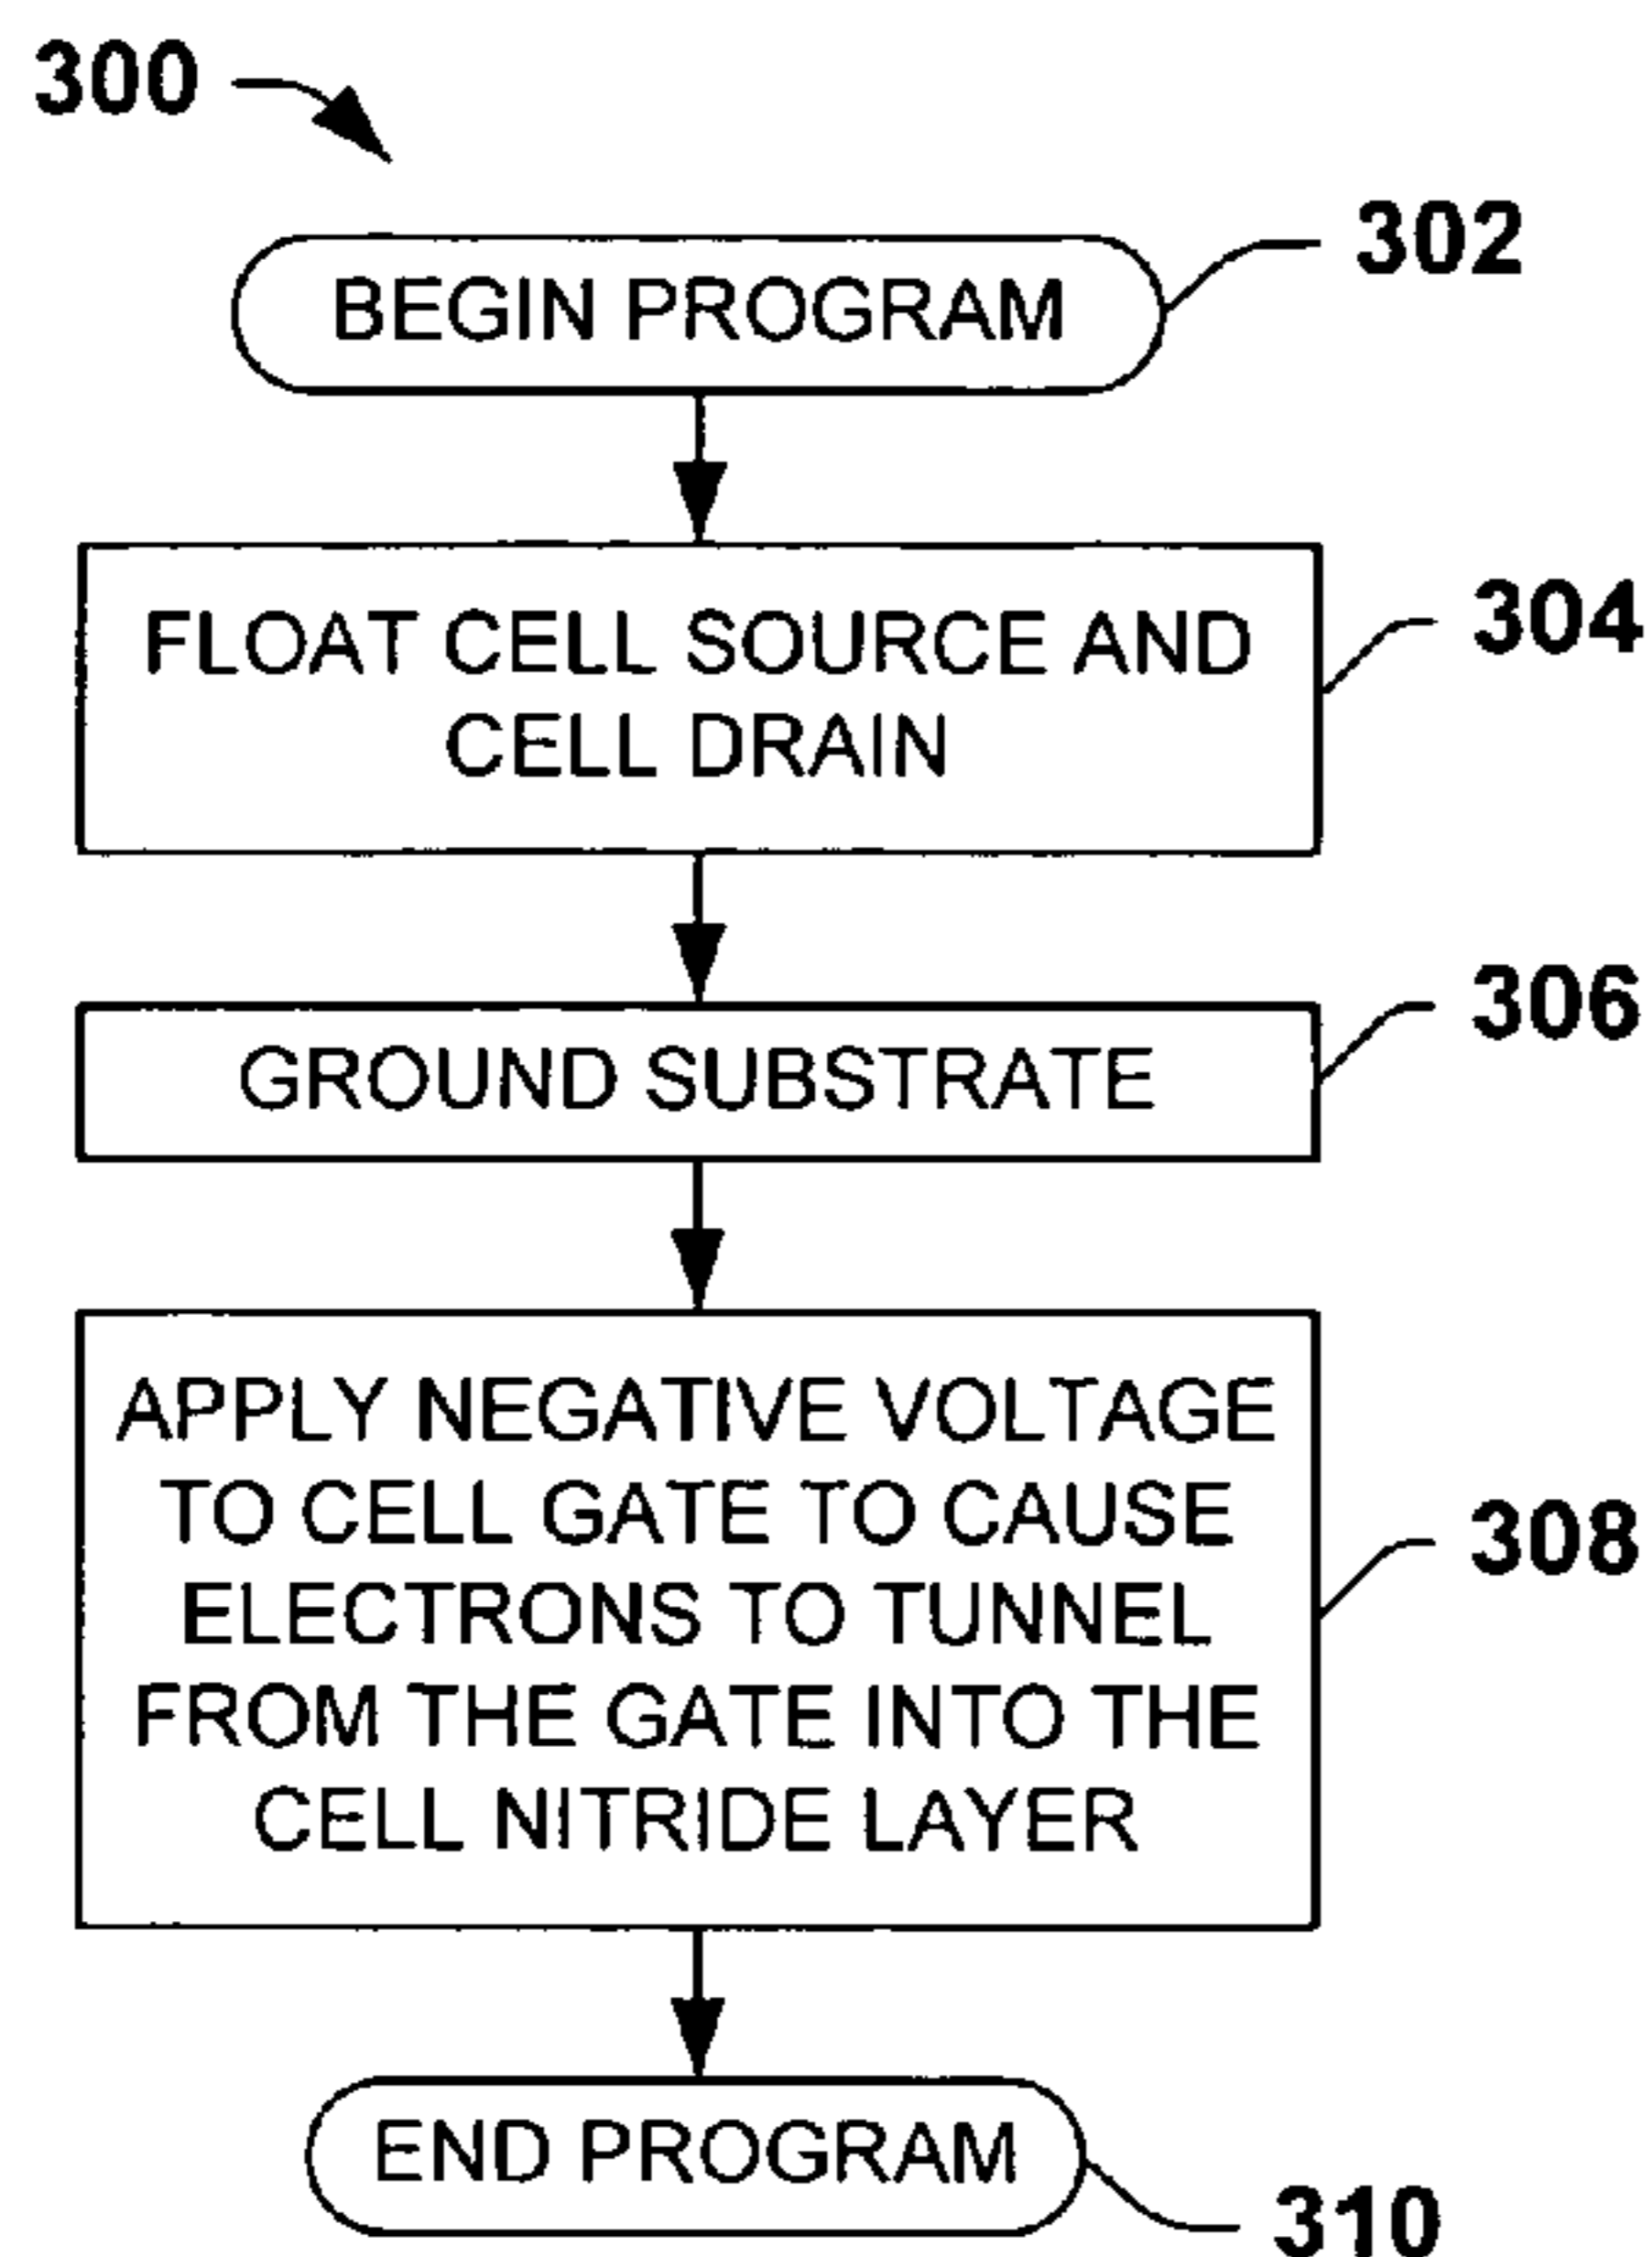 300
302
BEGIN PROGRAM
304
FLOAT CELL SOURCE AND
CELL DRAIN
306
GROUND SUBSTRATE
APPLY NEGATIVE VOLTAGE
TO CELL GATE TO CAUSE
308
ELECTRONS TO TUNNEL
FROM THE GATE INTO THE
CELL NITRIDE LAYER
END PROGRAM
310